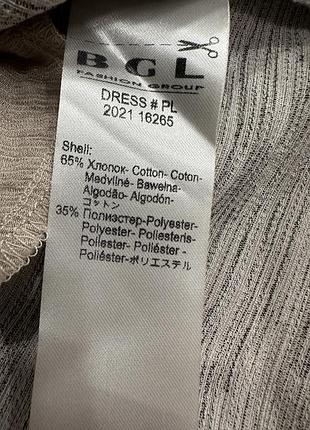 BGL
FASHION GROUP
DRESS # PL
2021 16265
Shell:
65% Хлопок- Cotton- Coton-
Medvilnė- Bawełna-
Algodão- Algodón-
コットン
35% Полиэстер-Polyester-
Polyester- Poliesteris-
Polyester- Poliéster -
Poliéster-ポリエステル